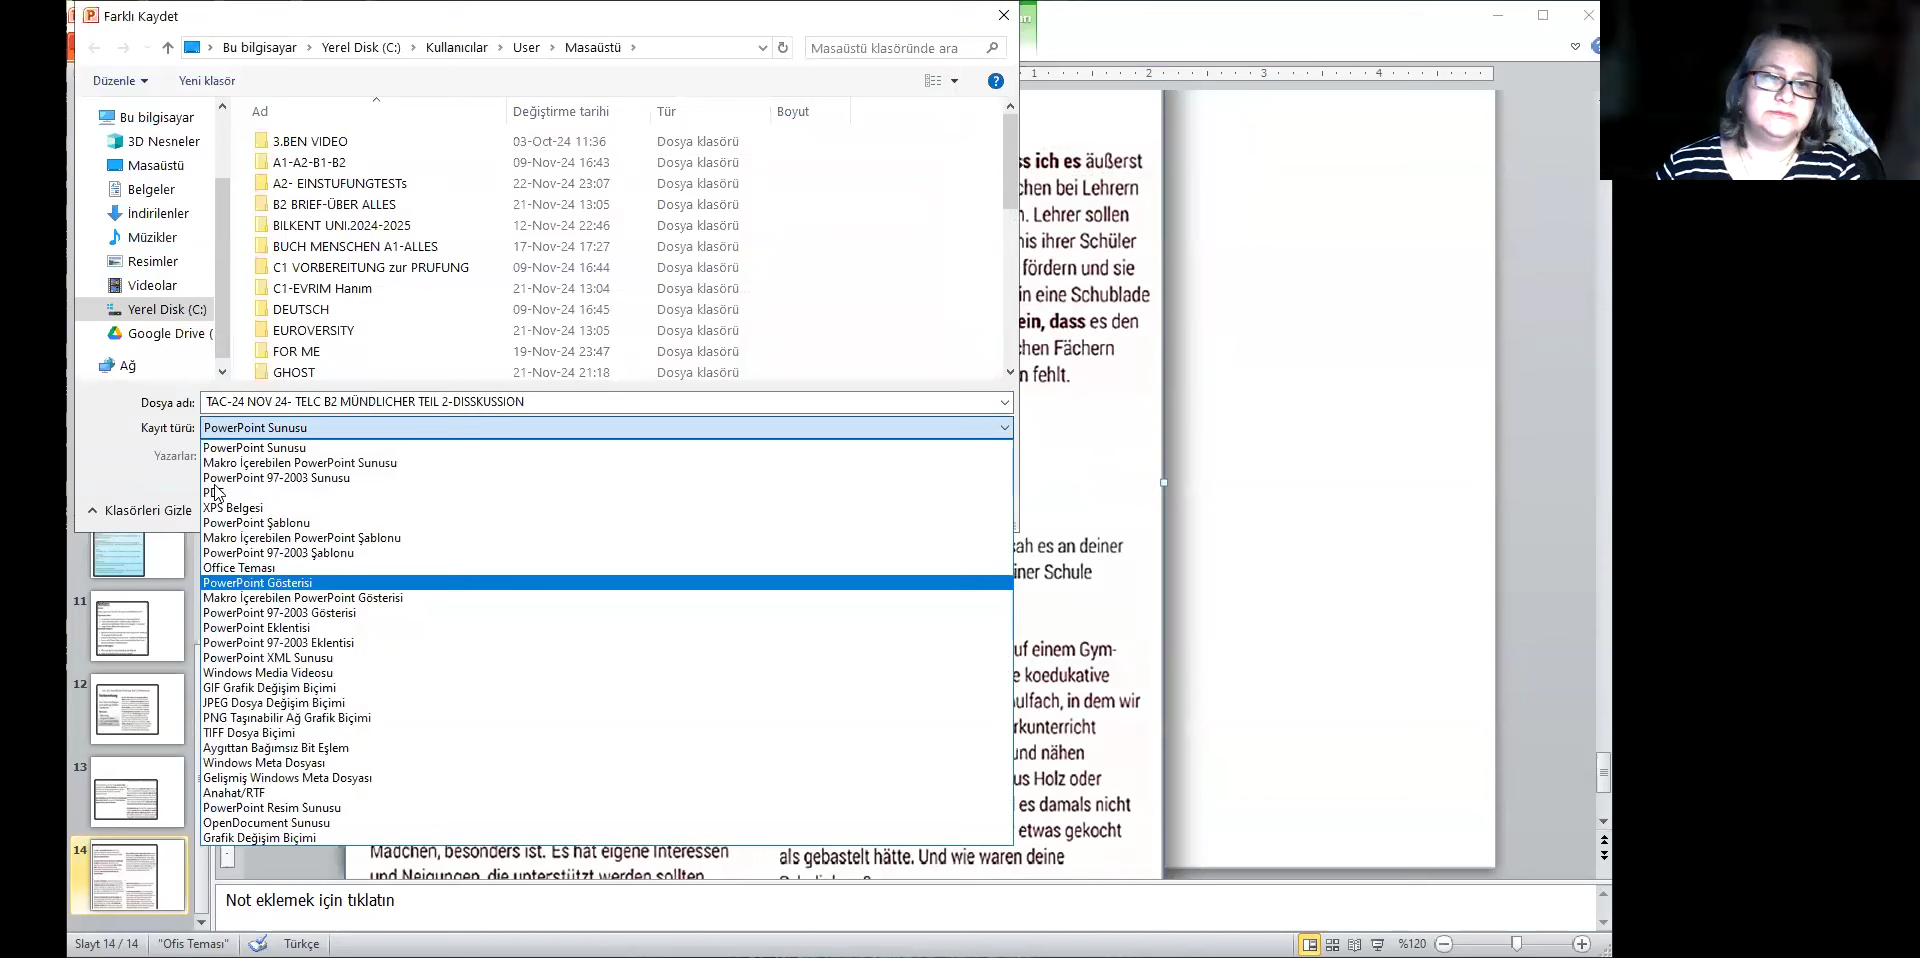 Farklı Kaydet
Bu bilgisayar > Yerel Disk (C:) > Kullanıcılar > User > Masaüstü >
Masaüstü klasöründe ara
Düzenle
Yeni klasör
1 2 3 4
Ad Değiştirme tarihi Tür Boyut
Bu bilgisayar
3D Nesneler
Masaüstü
Belgeler
İndirilenler
Müzikler
Resimler
Videolar
Yerel Disk (C:)
Google Drive (
Ağ
3.BEN VIDEO 03-Oct-24 11:36 Dosya klasörü
A1-A2-B1-B2 09-Nov-24 16:43 Dosya klasörü
A2- EINSTUFUNGTESTs 22-Nov-24 23:07 Dosya klasörü
B2 BRIEF-ÜBER ALLES 21-Nov-24 13:05 Dosya klasörü
BILKENT UNI.2024-2025 12-Nov-24 22:46 Dosya klasörü
BUCH MENSCHEN A1-ALLES 17-Nov-24 17:27 Dosya klasörü
C1 VORBEREITUNG zur PRUFUNG 09-Nov-24 16:44 Dosya klasörü
C1-EVRIM Hanım 21-Nov-24 13:04 Dosya klasörü
DEUTSCH 09-Nov-24 16:45 Dosya klasörü
EUROVERSITY 21-Nov-24 13:05 Dosya klasörü
FOR ME 19-Nov-24 23:47 Dosya klasörü
GHOST 21-Nov-24 21:18 Dosya klasörü
Dosya adı: TAC-24 NOV 24- TELC B2 MÜNDLICHER TEIL 2-DISSKUSSION
Kayıt türü: PowerPoint Sunusu
Yazarlar:
Klasörleri Gizle
PowerPoint Sunusu
Makro İçerebilen PowerPoint Sunusu
PowerPoint 97-2003 Sunusu
PDF
XPS Belgesi
PowerPoint Şablonu
Makro İçerebilen PowerPoint Şablonu
PowerPoint 97-2003 Şablonu
Office Teması
PowerPoint Gösterisi
Makro İçerebilen PowerPoint Gösterisi
PowerPoint 97-2003 Gösterisi
PowerPoint Eklentisi
PowerPoint 97-2003 Eklentisi
PowerPoint XML Sunusu
Windows Media Videosu
GIF Grafik Değişim Biçimi
JPEG Dosya Değişim Biçimi
PNG Taşınabilir Ağ Grafik Biçimi
TIFF Dosya Biçimi
Aygıttan Bağımsız Bit Eşlem
Windows Meta Dosyası
Gelişmiş Windows Meta Dosyası
Anahat/RTF
PowerPoint Resim Sunusu
OpenDocument Sunusu
Grafik Değişim Biçimi
ss ich es äußerst
chen bei Lehrern
n. Lehrer sollen
nis ihrer Schüler
fördern und sie
in eine Schublade
ein, dass es den
chen Fächern
n fehlt.
ah es an deiner
iner Schule
uf einem Gym-
e koedukative
ulfach, in dem wir
rkunterricht
und nähen
us Holz oder
es damals nicht
etwas gekocht
als gebastelt hätte. Und wie waren deine
Mädchen, besonders ist. Es hat eigene Interessen
und Neigungen, die unterstützt werden sollten
11
12
13
14
Not eklemek için tıklatın
Slayt 14 / 14 "Ofis Teması" Türkçe %120